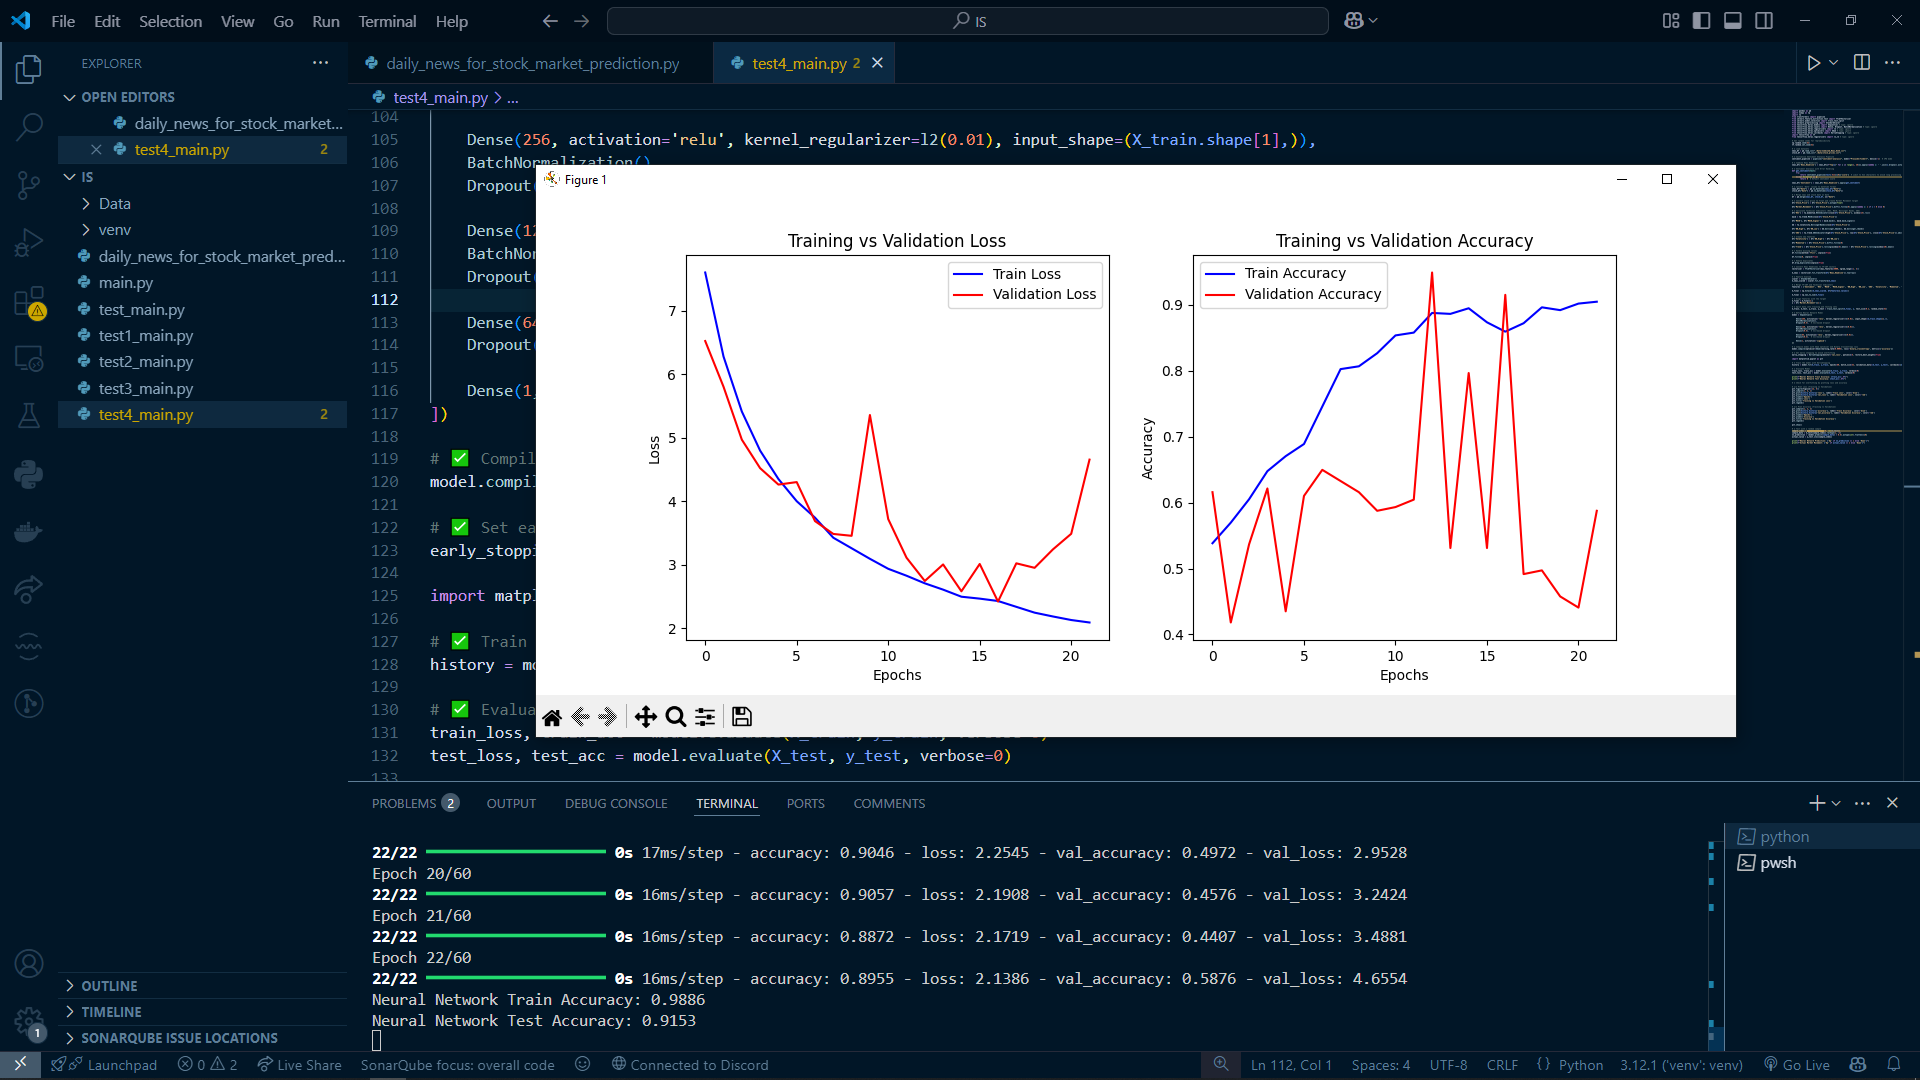 File Edit Selection View Go Run Terminal Help
IS
EXPLORER
OPEN EDITORS
daily_news_for_stock_market...
test4_main.py 2
IS
Data
venv
daily_news_for_stock_market_pred...
main.py
test_main.py
test1_main.py
test2_main.py
test3_main.py
test4_main.py 2
OUTLINE
TIMELINE
SONARQUBE ISSUE LOCATIONS
daily_news_for_stock_market_prediction.py
test4_main.py 2
test4_main.py > ...
104
105 Dense(256, activation='relu', kernel_regularizer=l2(0.01), input_shape=(X_train.shape[1],)),
106 BatchNormalization()
107 Dropout(
108
109 Dense(12
110 BatchNor
111 Dropout(
112
113 Dense(64
114 Dropout(
115
116 Dense(1,
117 ])
118
119 # ✅ Compil
120 model.compil
121
122 # ✅ Set ea
123 early_stoppi
124
125 import matpl
126
127 # ✅ Train
128 history = mo
129
130 # ✅ Evalua
131 train_loss,
132 test_loss, test_acc = model.evaluate(X_test, y_test, verbose=0)
133
Figure 1
Training vs Validation Loss
Train Loss
Validation Loss
Loss
7
6
5
4
3
2
0 5 10 15 20
Epochs
Training vs Validation Accuracy
Train Accuracy
Validation Accuracy
Accuracy
0.9
0.8
0.7
0.6
0.5
0.4
0 5 10 15 20
Epochs
PROBLEMS 2 OUTPUT DEBUG CONSOLE TERMINAL PORTS COMMENTS
22/22 0s 17ms/step - accuracy: 0.9046 - loss: 2.2545 - val_accuracy: 0.4972 - val_loss: 2.9528
Epoch 20/60
22/22 0s 16ms/step - accuracy: 0.9057 - loss: 2.1908 - val_accuracy: 0.4576 - val_loss: 3.2424
Epoch 21/60
22/22 0s 16ms/step - accuracy: 0.8872 - loss: 2.1719 - val_accuracy: 0.4407 - val_loss: 3.4881
Epoch 22/60
22/22 0s 16ms/step - accuracy: 0.8955 - loss: 2.1386 - val_accuracy: 0.5876 - val_loss: 4.6554
Neural Network Train Accuracy: 0.9886
Neural Network Test Accuracy: 0.9153
python
pwsh
1
Launchpad 0 2 Live Share SonarQube focus: overall code Connected to Discord Ln 112, Col 1 Spaces: 4 UTF-8 CRLF {} Python 3.12.1 ('venv': venv) Go Live